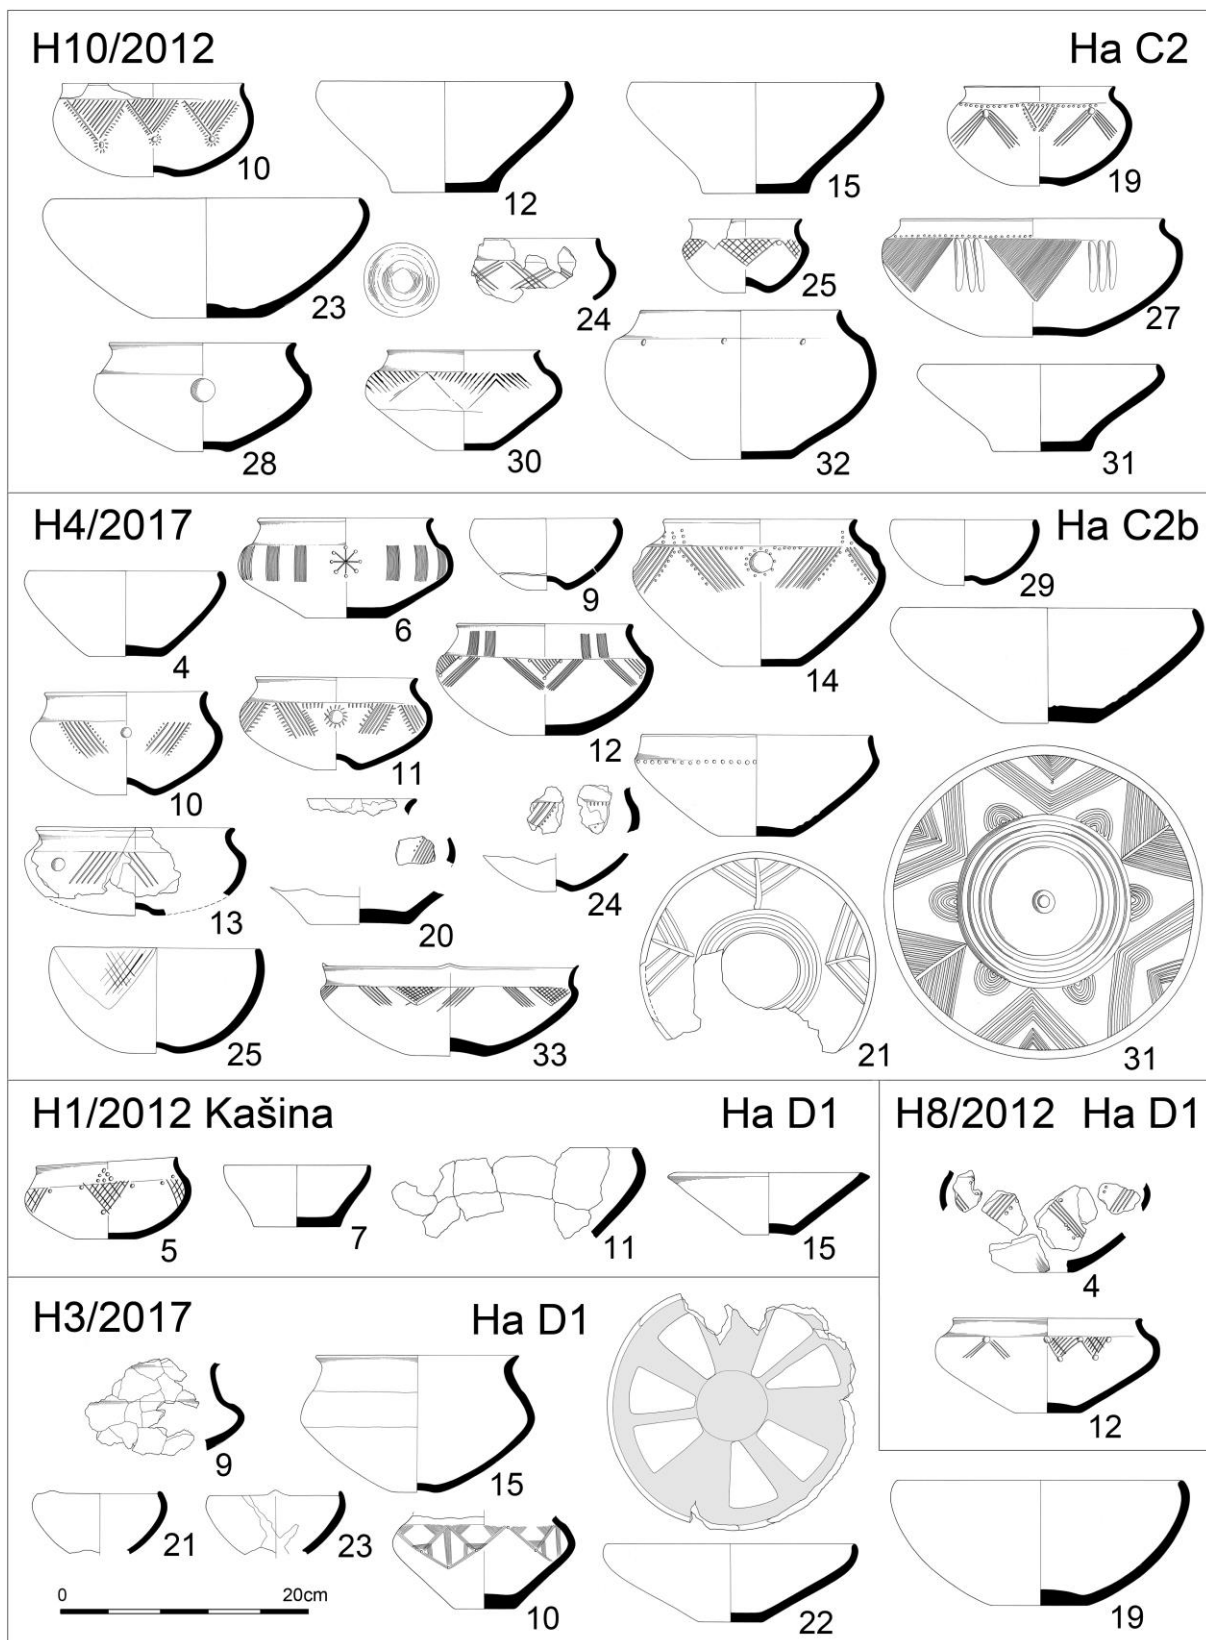 H10/2012 Ha C2
10 12 15 19
23 24 25 27
28 30 32 31
H4/2017 Ha C2b
4 6 9 14 29
10 11 12
13 20 24
25 33 21 31
H1/2012 Kašina Ha D1
5 7 11 15
H8/2012 Ha D1
4
12
H3/2017 Ha D1
9 15
21 23 10 22 19
0 20cm